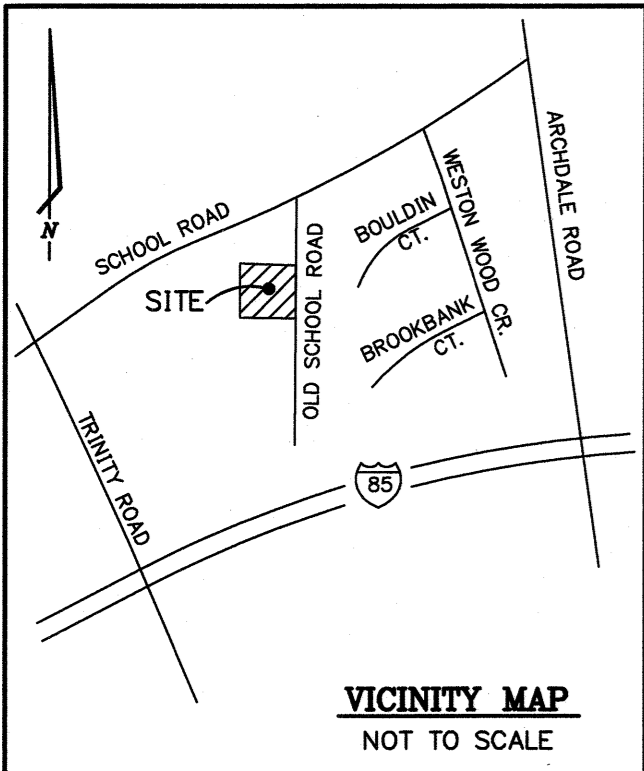 N
SCHOOL ROAD
SITE
OLD SCHOOL ROAD
BOULDIN
CT.
BROOKBANK
CT.
WESTON WOOD CR.
ARCHDALE ROAD
TRINITY ROAD
85
VICINITY MAP
NOT TO SCALE